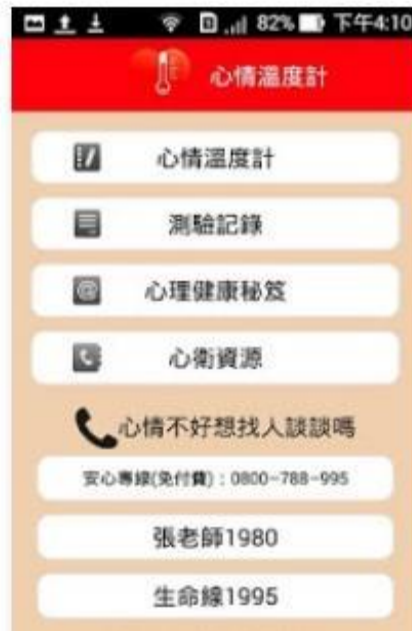 82% 下午4:10
心情溫度計
心情溫度計
測驗記錄
心理健康秘笈
心衛資源
心情不好想找人談談嗎
安心專線(免付費)：0800-788-995
張老師1980
生命線1995